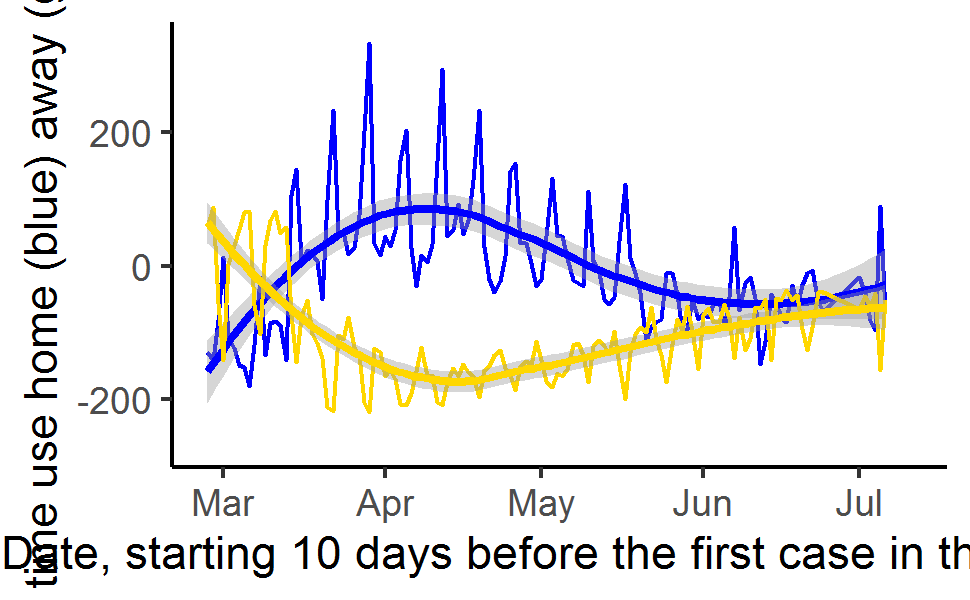 time use home (blue) away (
200
0
-200
Mar Apr May Jun Jul
Date, starting 10 days before the first case in th